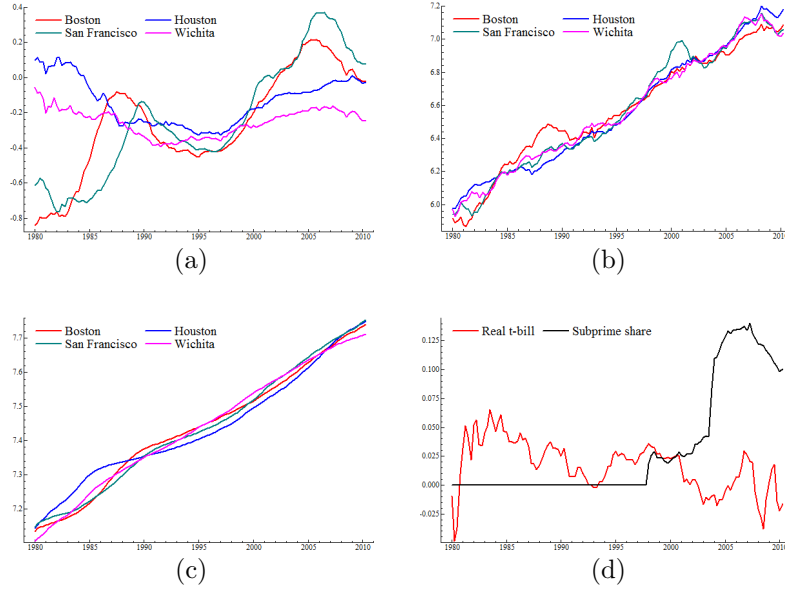 Boston Houston
San Francisco Wichita
0.4
0.2
0.0
-0.2
-0.4
-0.6
-0.8
1980 1985 1990 1995 2000 2005 2010
(a)
7.2
Boston Houston
San Francisco Wichita
7.0
6.8
6.6
6.4
6.2
6.0
1980 1985 1990 1995 2000 2005 2010
(b)
Boston Houston
San Francisco Wichita
7.7
7.6
7.5
7.4
7.3
7.2
1980 1985 1990 1995 2000 2005 2010
(c)
Real t-bill Subprime share
0.125
0.100
0.075
0.050
0.025
0.000
0.025
1980 1985 1990 1995 2000 2005 2010
(d)